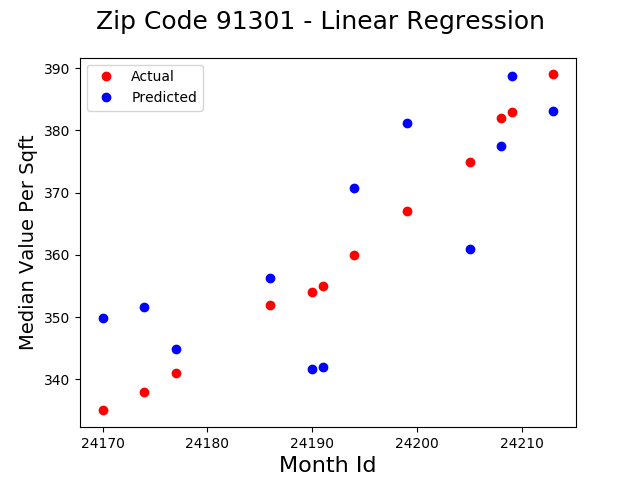 Zip Code 91301 - Linear Regression
Actual
Predicted
Median Value Per Sqft
390
380
370
360
350
340
24170
24180
24190
24200
24210
Month Id